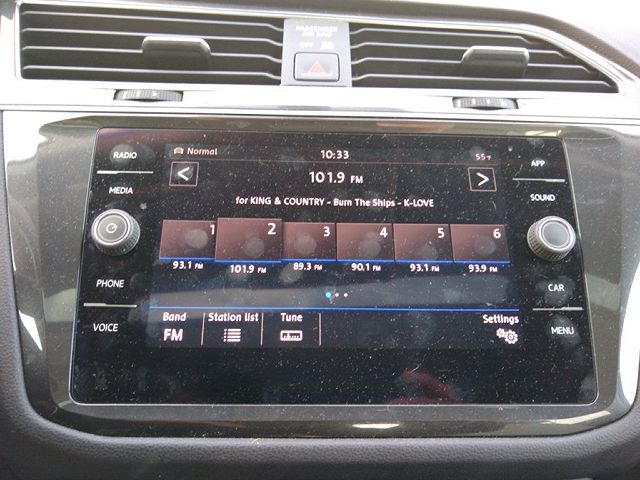 PASSENGER
AIR BAG
OFF
RADIO
Normal
10:33
55°F
APP
MEDIA
101.9 FM
SOUND
for KING & COUNTRY - Burn The Ships - K-LOVE
1 2 3 4 5 6
93.1 FM 101.9 FM 89.3 FM 90.1 FM 93.1 FM 93.9 FM
PHONE
CAR
Band Station list Tune Settings
FM
VOICE
MENU